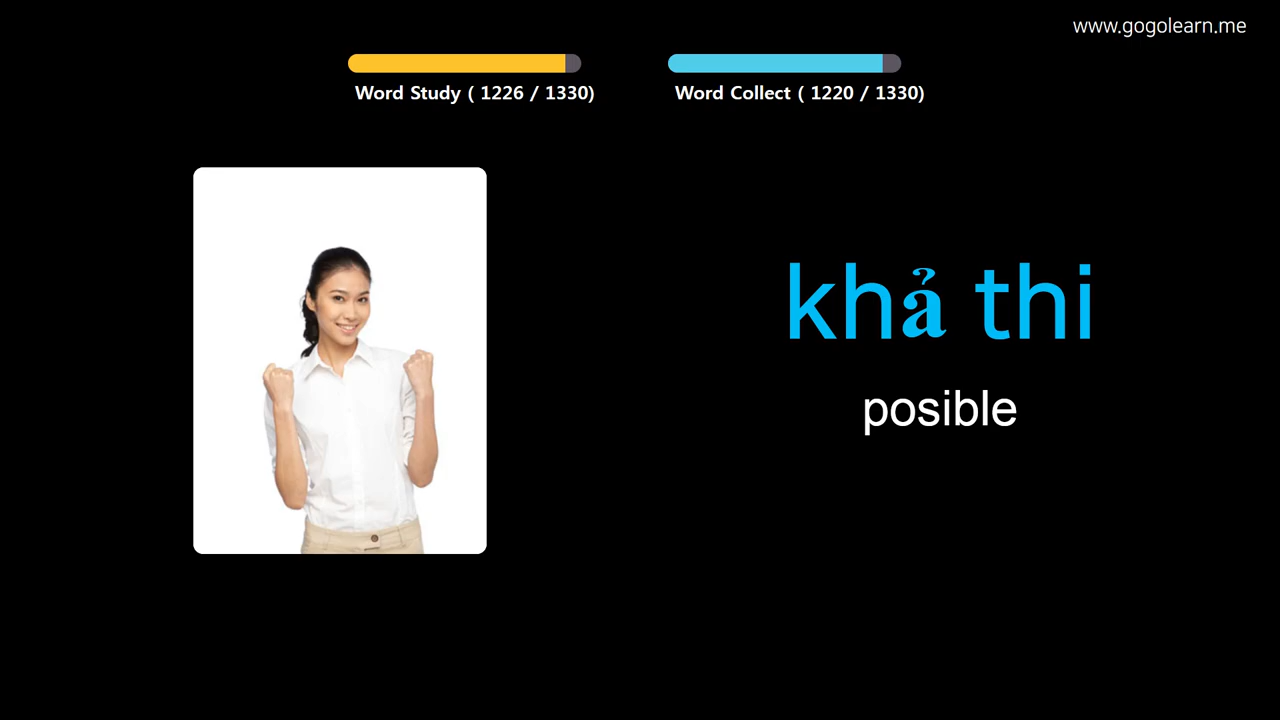 www.gogolearn.me
Word Study ( 1226 / 1330)
Word Collect ( 1220 / 1330)
khả thi
posible